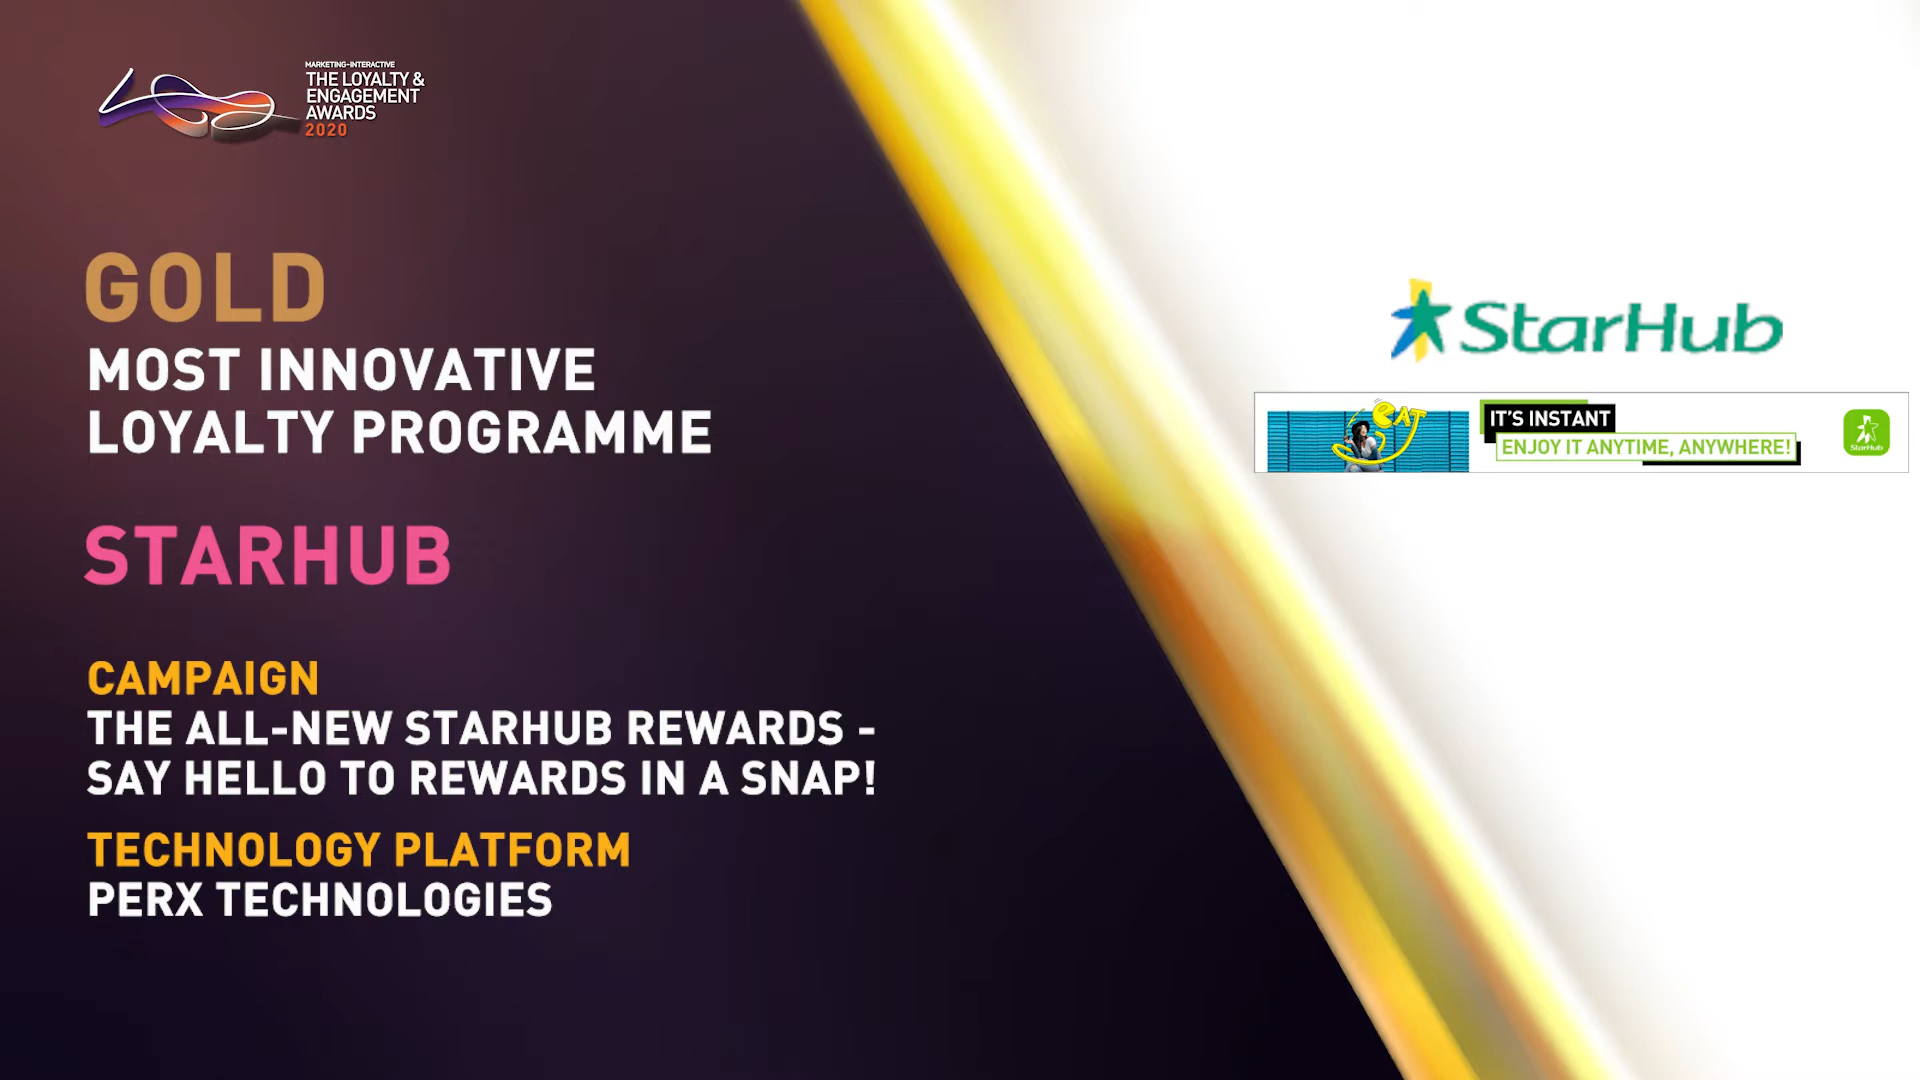 MARKETING-INTERACTIVE
THE LOYALTY &
ENGAGEMENT
AWARDS
2020
GOLD
MOST INNOVATIVE
LOYALTY PROGRAMME
STARHUB
CAMPAIGN
THE ALL-NEW STARHUB REWARDS -
SAY HELLO TO REWARDS IN A SNAP!
TECHNOLOGY PLATFORM
PERX TECHNOLOGIES
StarHub
eAT
IT'S INSTANT
ENJOY IT ANYTIME, ANYWHERE!
StarHub